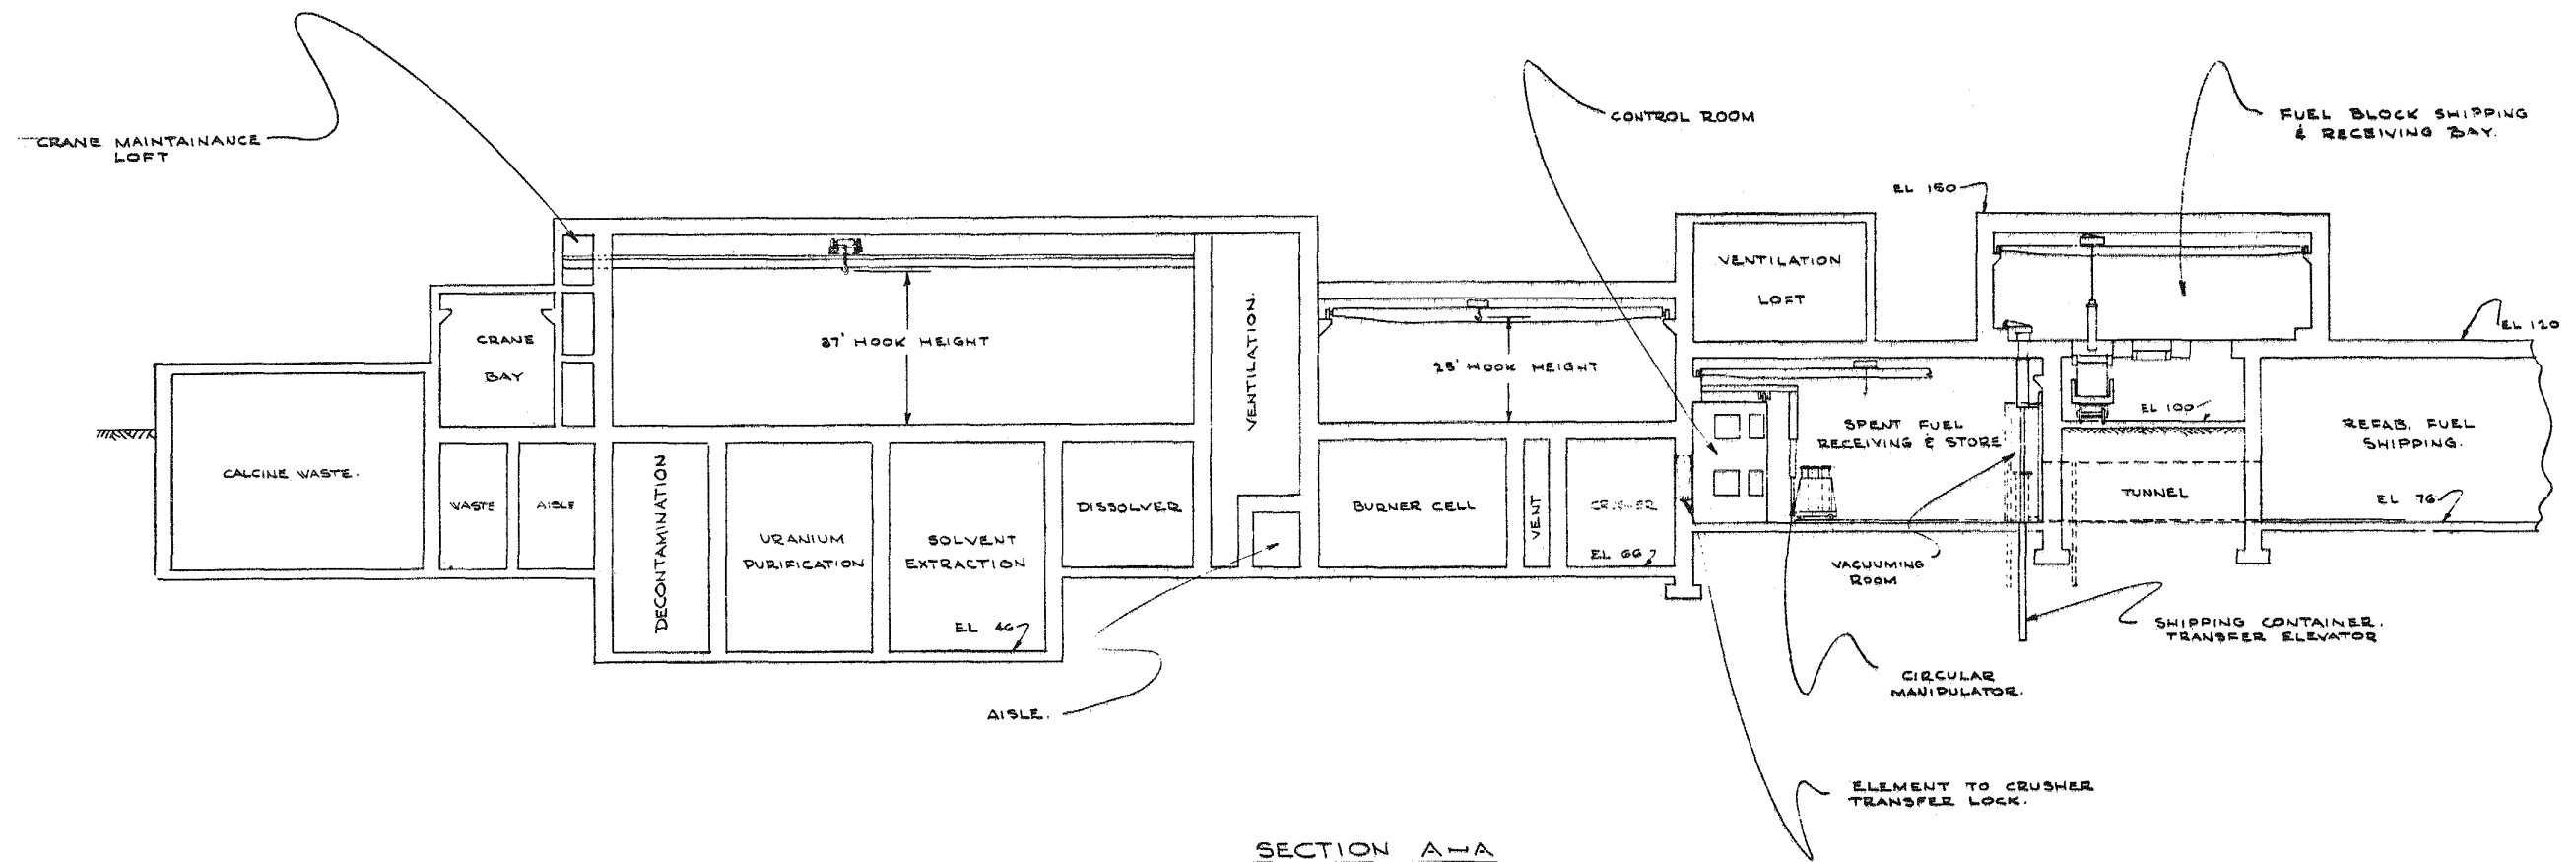 CRANE MAINTAINANCE
LOFT
CONTROL ROOM
FUEL BLOCK SHIPPING
& RECEIVING BAY.
EL 150
VENTILATION
LOFT
EL 120
CRANE
BAY
37' HOOK HEIGHT
VENTILATION.
25' HOOK HEIGHT
SPENT FUEL
RECEIVING & STORE
EL 100
REFAB. FUEL
SHIPPING.
CALCINE WASTE.
WASTE
AISLE
DECONTAMINATION
URANIUM
PURIFICATION
SOLVENT
EXTRACTION
EL 46
DISSOLVER
BURNER CELL
VENT
CRUSHER
EL 66
TUNNEL
EL 76
VACUUMING
ROOM
SHIPPING CONTAINER.
TRANSFER ELEVATOR
CIRCULAR
MANIPULATOR.
AISLE.
ELEMENT TO CRUSHER
TRANSFER LOCK.
SECTION A-A